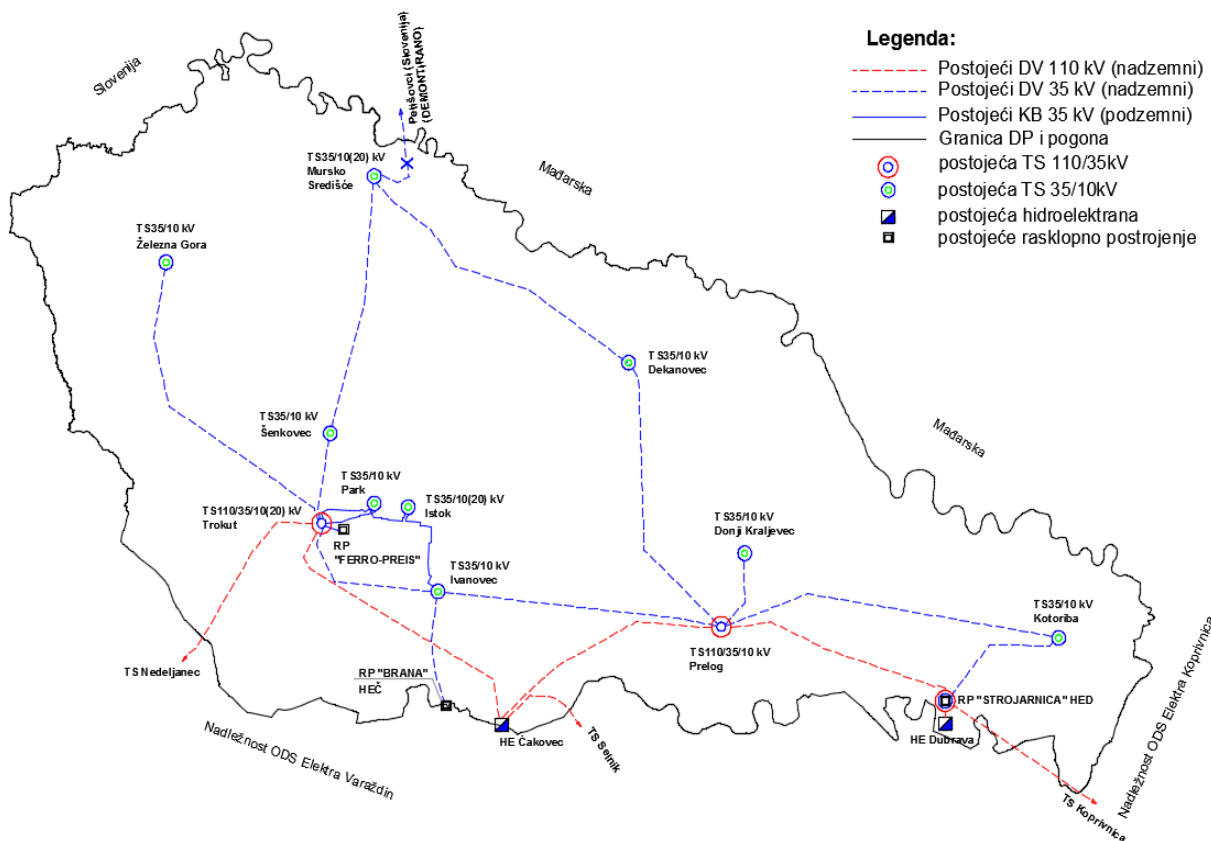 Legenda:
Postojeći DV 110 kV (nadzemni)
Postojeći DV 35 kV (nadzemni)
Postojeći KB 35 kV (podzemni)
Granica DP i pogona
postojeća TS 110/35kV
postojeća TS 35/10kV
postojeća hidroelektrana
postojeće rasklopno postrojenje
Slovenija
Petišovci (Slovenija)
(DEMONTIRANO)
TS35/10(20) kV
Mursko
Središće
Mađarska
TS35/10 kV
Železna Gora
TS35/10 kV
Dekanovec
TS35/10 kV
Šenkovec
Mađarska
TS35/10 kV
Park
TS35/10(20) kV
Istok
TS110/35/10(20) kV
Trokut
RP
"FERRO-PREIS"
TS35/10 kV
Donji Kraljevec
TS35/10 kV
Ivanovec
TS35/10 kV
Kotoriba
TS110/35/10 kV
Prelog
TS Nedeljanec
RP "BRANA"
HEČ
RP "STROJARNICA" HED
HE Čakovec
TS Selnik
HE Dubrava
Nadležnost ODS Elektra Varaždin
TS Koprivnica
Nadležnost ODS Elektra Koprivnica